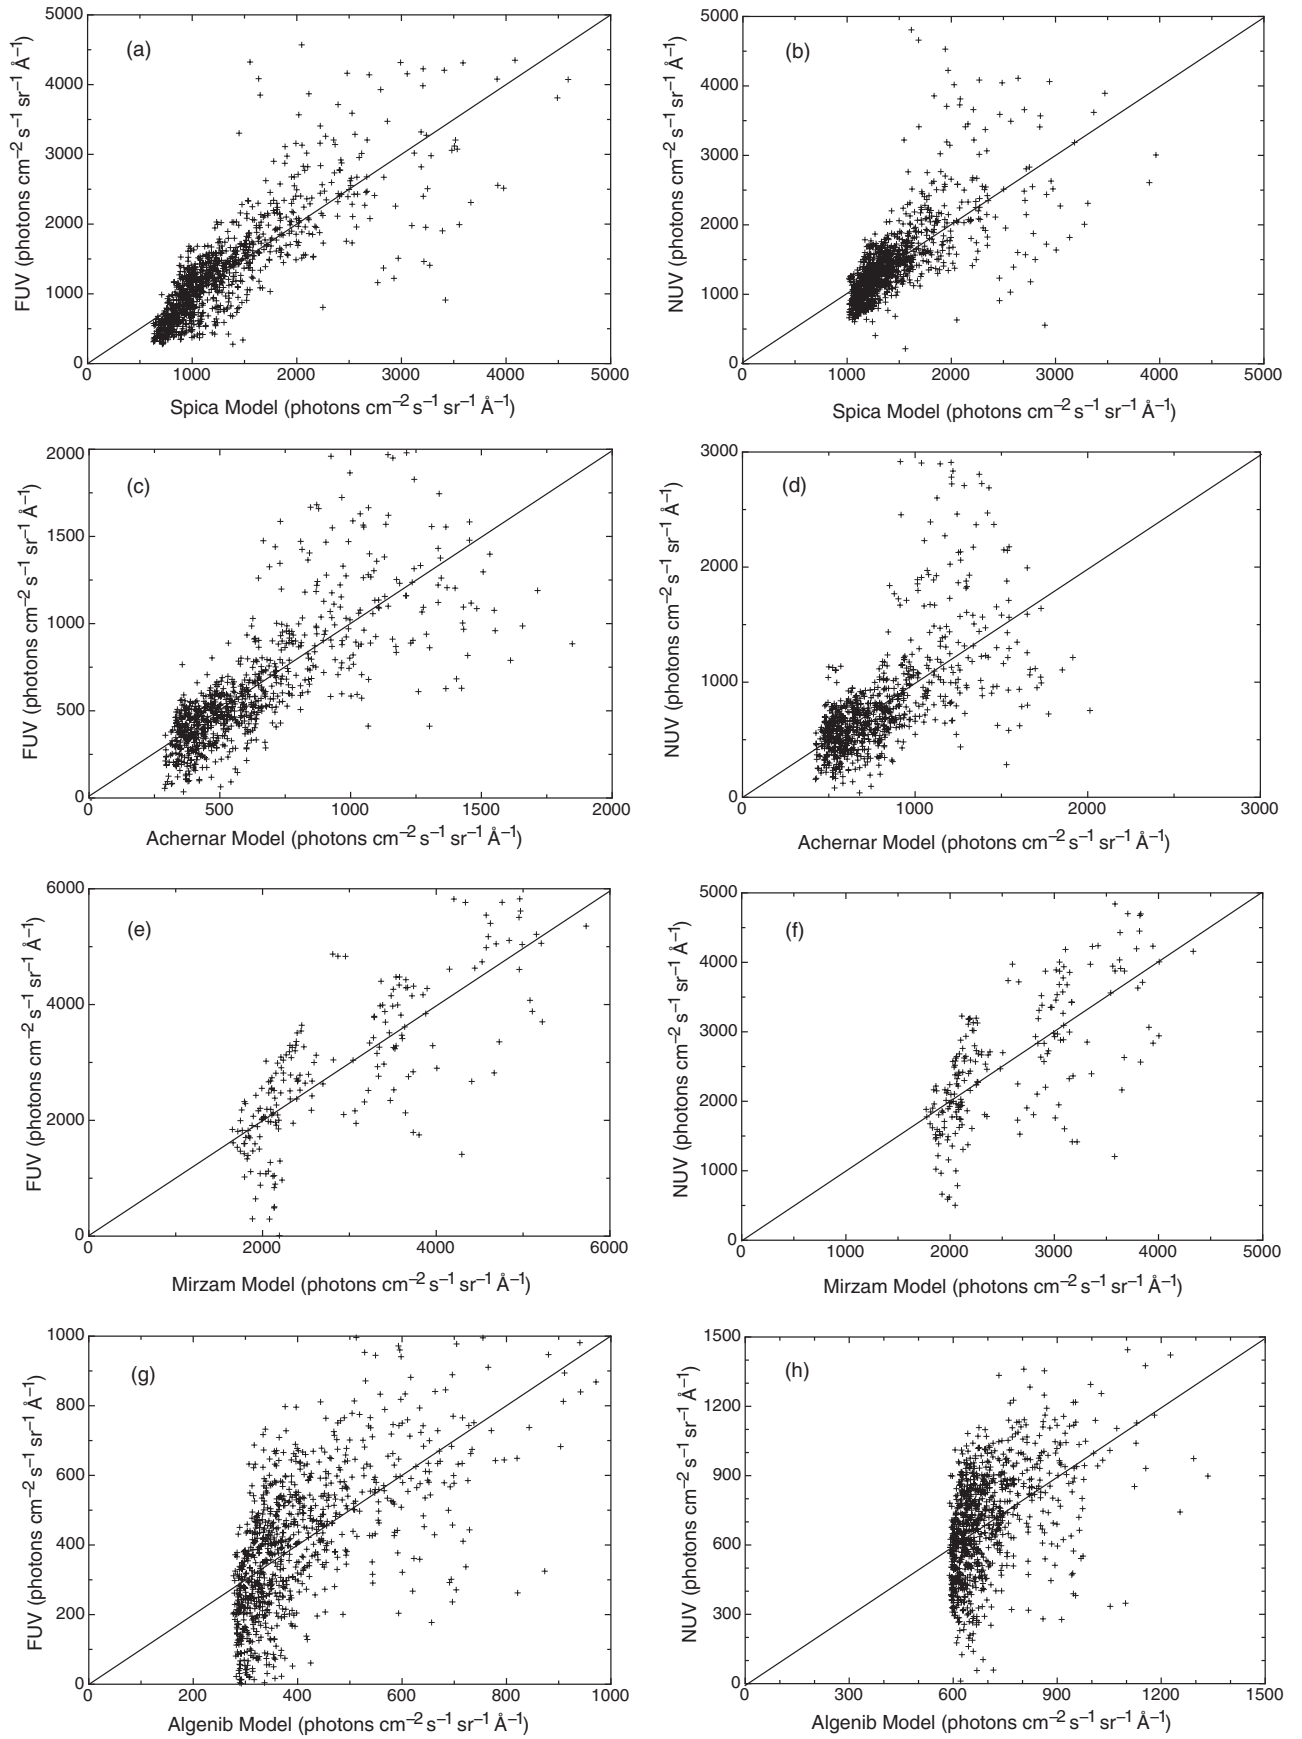 (a)
FUV (photons cm−2 s−1 sr−1 Å−1)
5000
4000
3000
2000
1000
0
0 1000 2000 3000 4000 5000
Spica Model (photons cm−2 s−1 sr−1 Å−1)
(b)
NUV (photons cm−2 s−1 sr−1 Å−1)
5000
4000
3000
2000
1000
0
0 1000 2000 3000 4000 5000
Spica Model (photons cm−2 s−1 sr−1 Å−1)
(c)
FUV (photons cm−2 s−1 sr−1 Å−1)
2000
1500
1000
500
0
0 500 1000 1500 2000
Achernar Model (photons cm−2 s−1 sr−1 Å−1)
(d)
NUV (photons cm−2 s−1 sr−1 Å−1)
3000
2000
1000
0
0 1000 2000 3000
Achernar Model (photons cm−2 s−1 sr−1 Å−1)
(e)
FUV (photons cm−2 s−1 sr−1 Å−1)
6000
4000
2000
0
0 2000 4000 6000
Mirzam Model (photons cm−2 s−1 sr−1 Å−1)
(f)
NUV (photons cm−2 s−1 sr−1 Å−1)
5000
4000
3000
2000
1000
0
0 1000 2000 3000 4000 5000
Mirzam Model (photons cm−2 s−1 sr−1 Å−1)
(g)
FUV (photons cm−2 s−1 sr−1 Å−1)
1000
800
600
400
200
0
0 200 400 600 800 1000
Algenib Model (photons cm−2 s−1 sr−1 Å−1)
(h)
NUV (photons cm−2 s−1 sr−1 Å−1)
1500
1200
900
600
300
0
0 300 600 900 1200 1500
Algenib Model (photons cm−2 s−1 sr−1 Å−1)